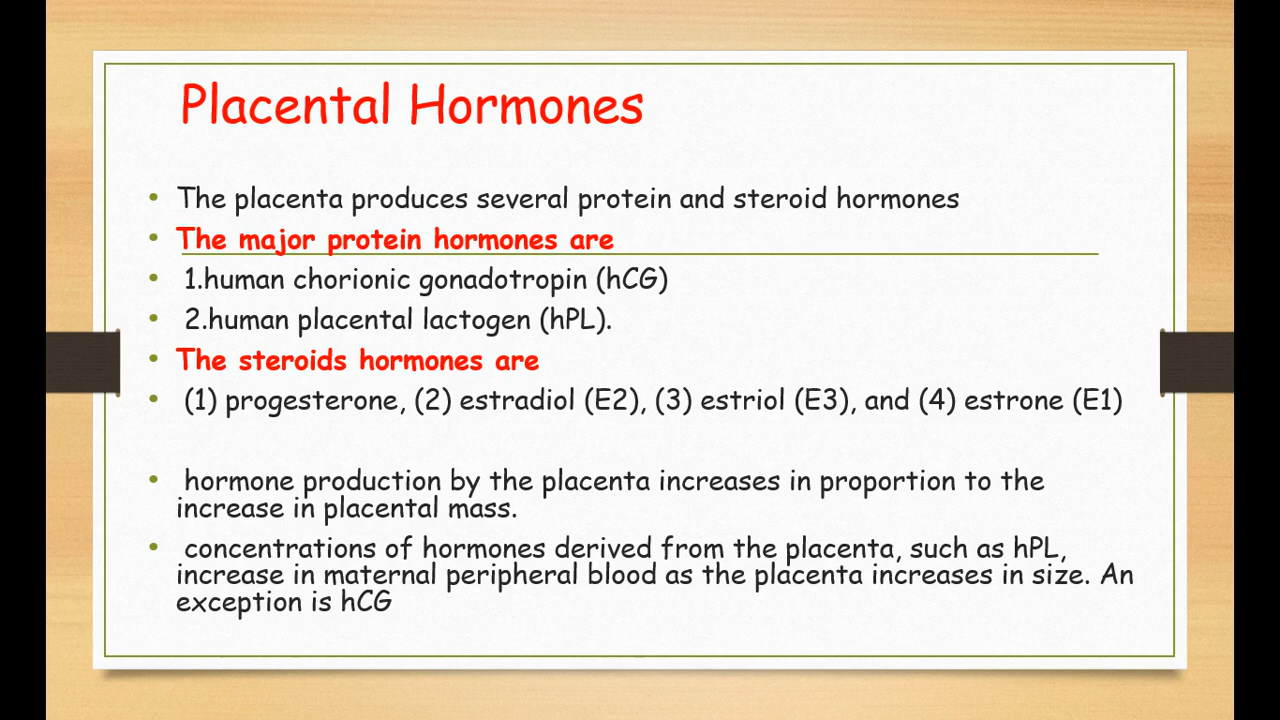 Placental Hormones
• The placenta produces several protein and steroid hormones
• The major protein hormones are
• 1.human chorionic gonadotropin (hCG)
• 2.human placental lactogen (hPL).
• The steroids hormones are
• (1) progesterone, (2) estradiol (E2), (3) estriol (E3), and (4) estrone (E1)
• hormone production by the placenta increases in proportion to the
increase in placental mass.
• concentrations of hormones derived from the placenta, such as hPL,
increase in maternal peripheral blood as the placenta increases in size. An
exception is hCG